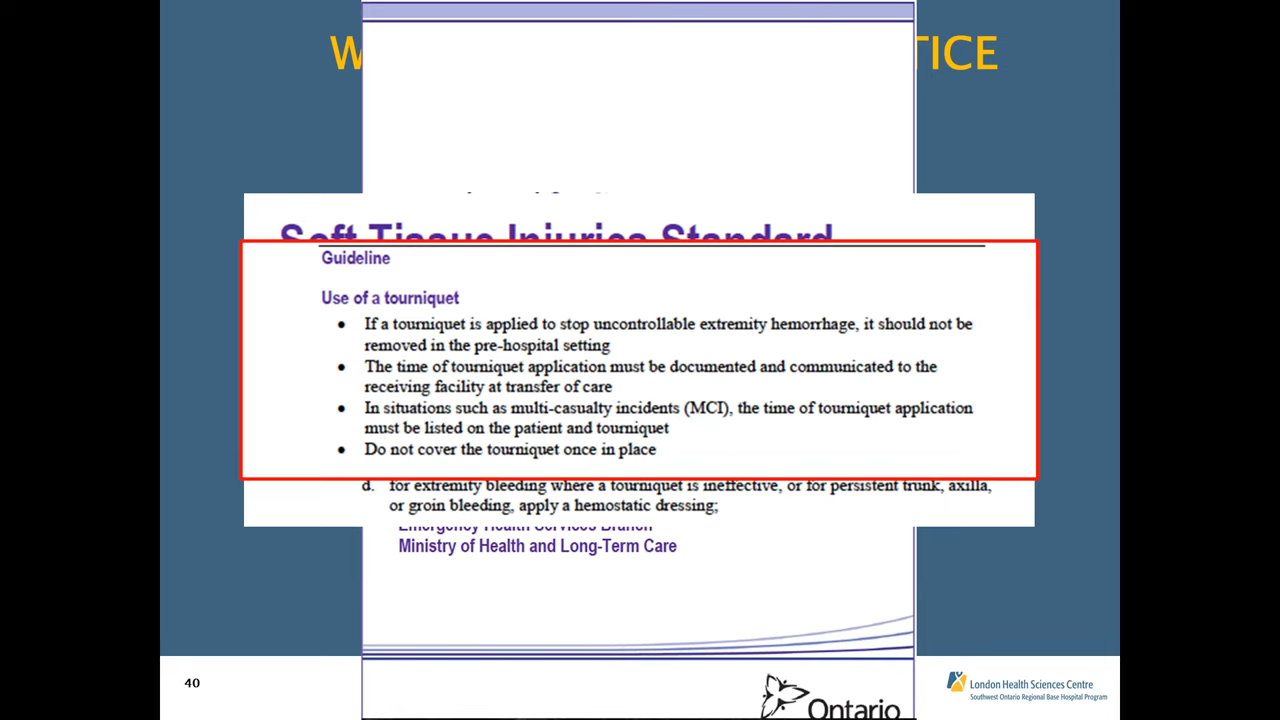 W TICE
Soft Tissue Injuries Standard
Guideline
Use of a tourniquet
• If a tourniquet is applied to stop uncontrollable extremity hemorrhage, it should not be
removed in the pre-hospital setting
• The time of tourniquet application must be documented and communicated to the
receiving facility at transfer of care
• In situations such as multi-casualty incidents (MCI), the time of tourniquet application
must be listed on the patient and tourniquet
• Do not cover the tourniquet once in place
d. for extremity bleeding where a tourniquet is ineffective, or for persistent trunk, axilla,
or groin bleeding, apply a hemostatic dressing;
Emergency Health Services Branch
Ministry of Health and Long-Term Care
40
Ontario
London Health Sciences Centre
Southwest Ontario Regional Base Hospital Program